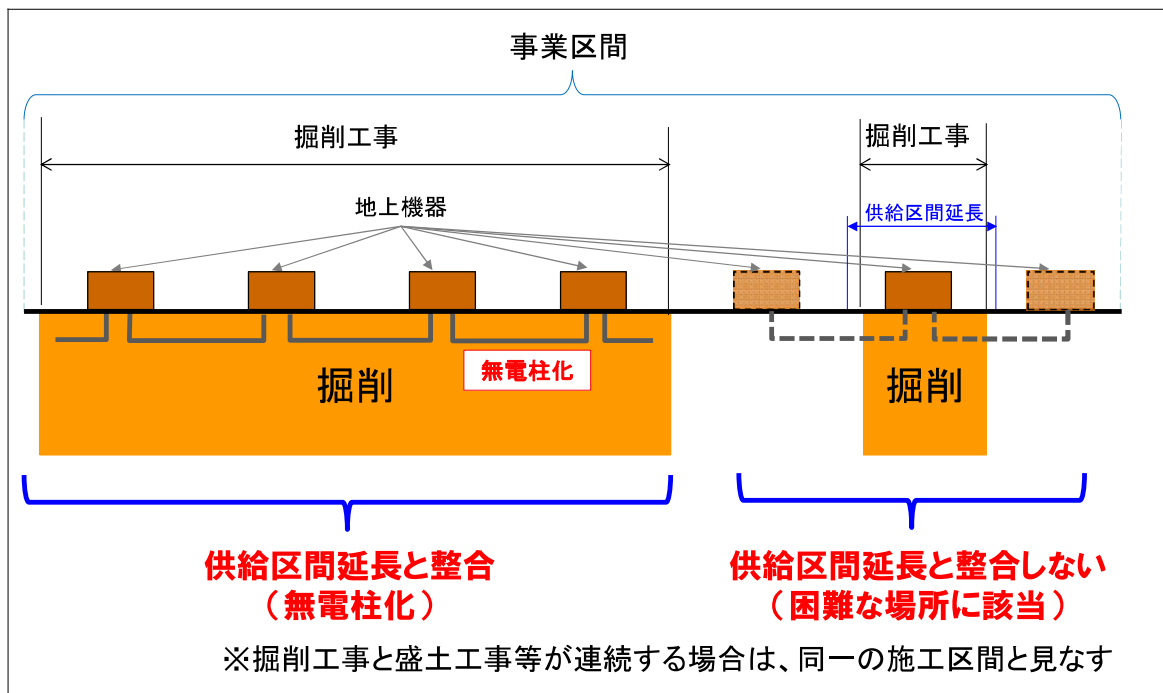 事業区間
掘削工事
掘削工事
供給区間延長
地上機器
無電柱化
掘削
掘削
供給区間延長と整合
（無電柱化）
供給区間延長と整合しない
（困難な場所に該当）
※掘削工事と盛土工事等が連続する場合は、同一の施工区間と見なす